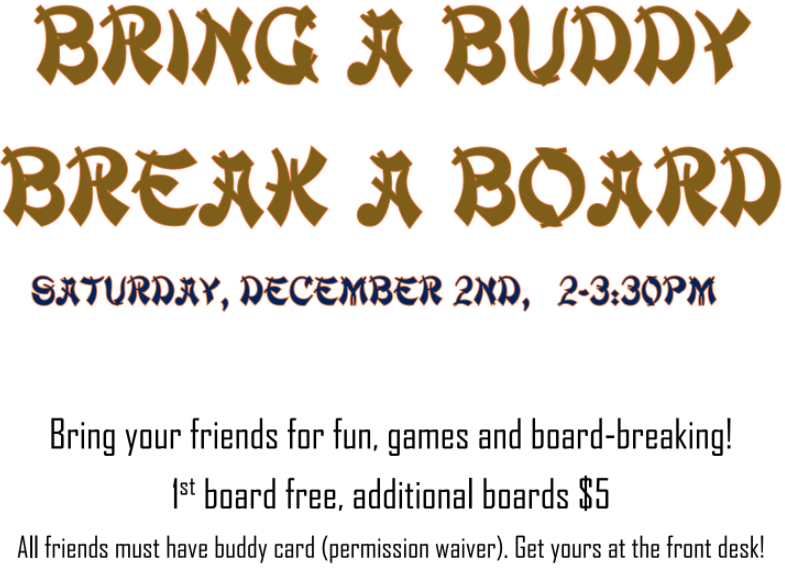 BRING A BUDDY
BREAK A BOARD
SATURDAY, DECEMBER 2ND, 2-3:30PM
Bring your friends for fun, games and board-breaking!
1st board free, additional boards $5
All friends must have buddy card (permission waiver). Get yours at the front desk!